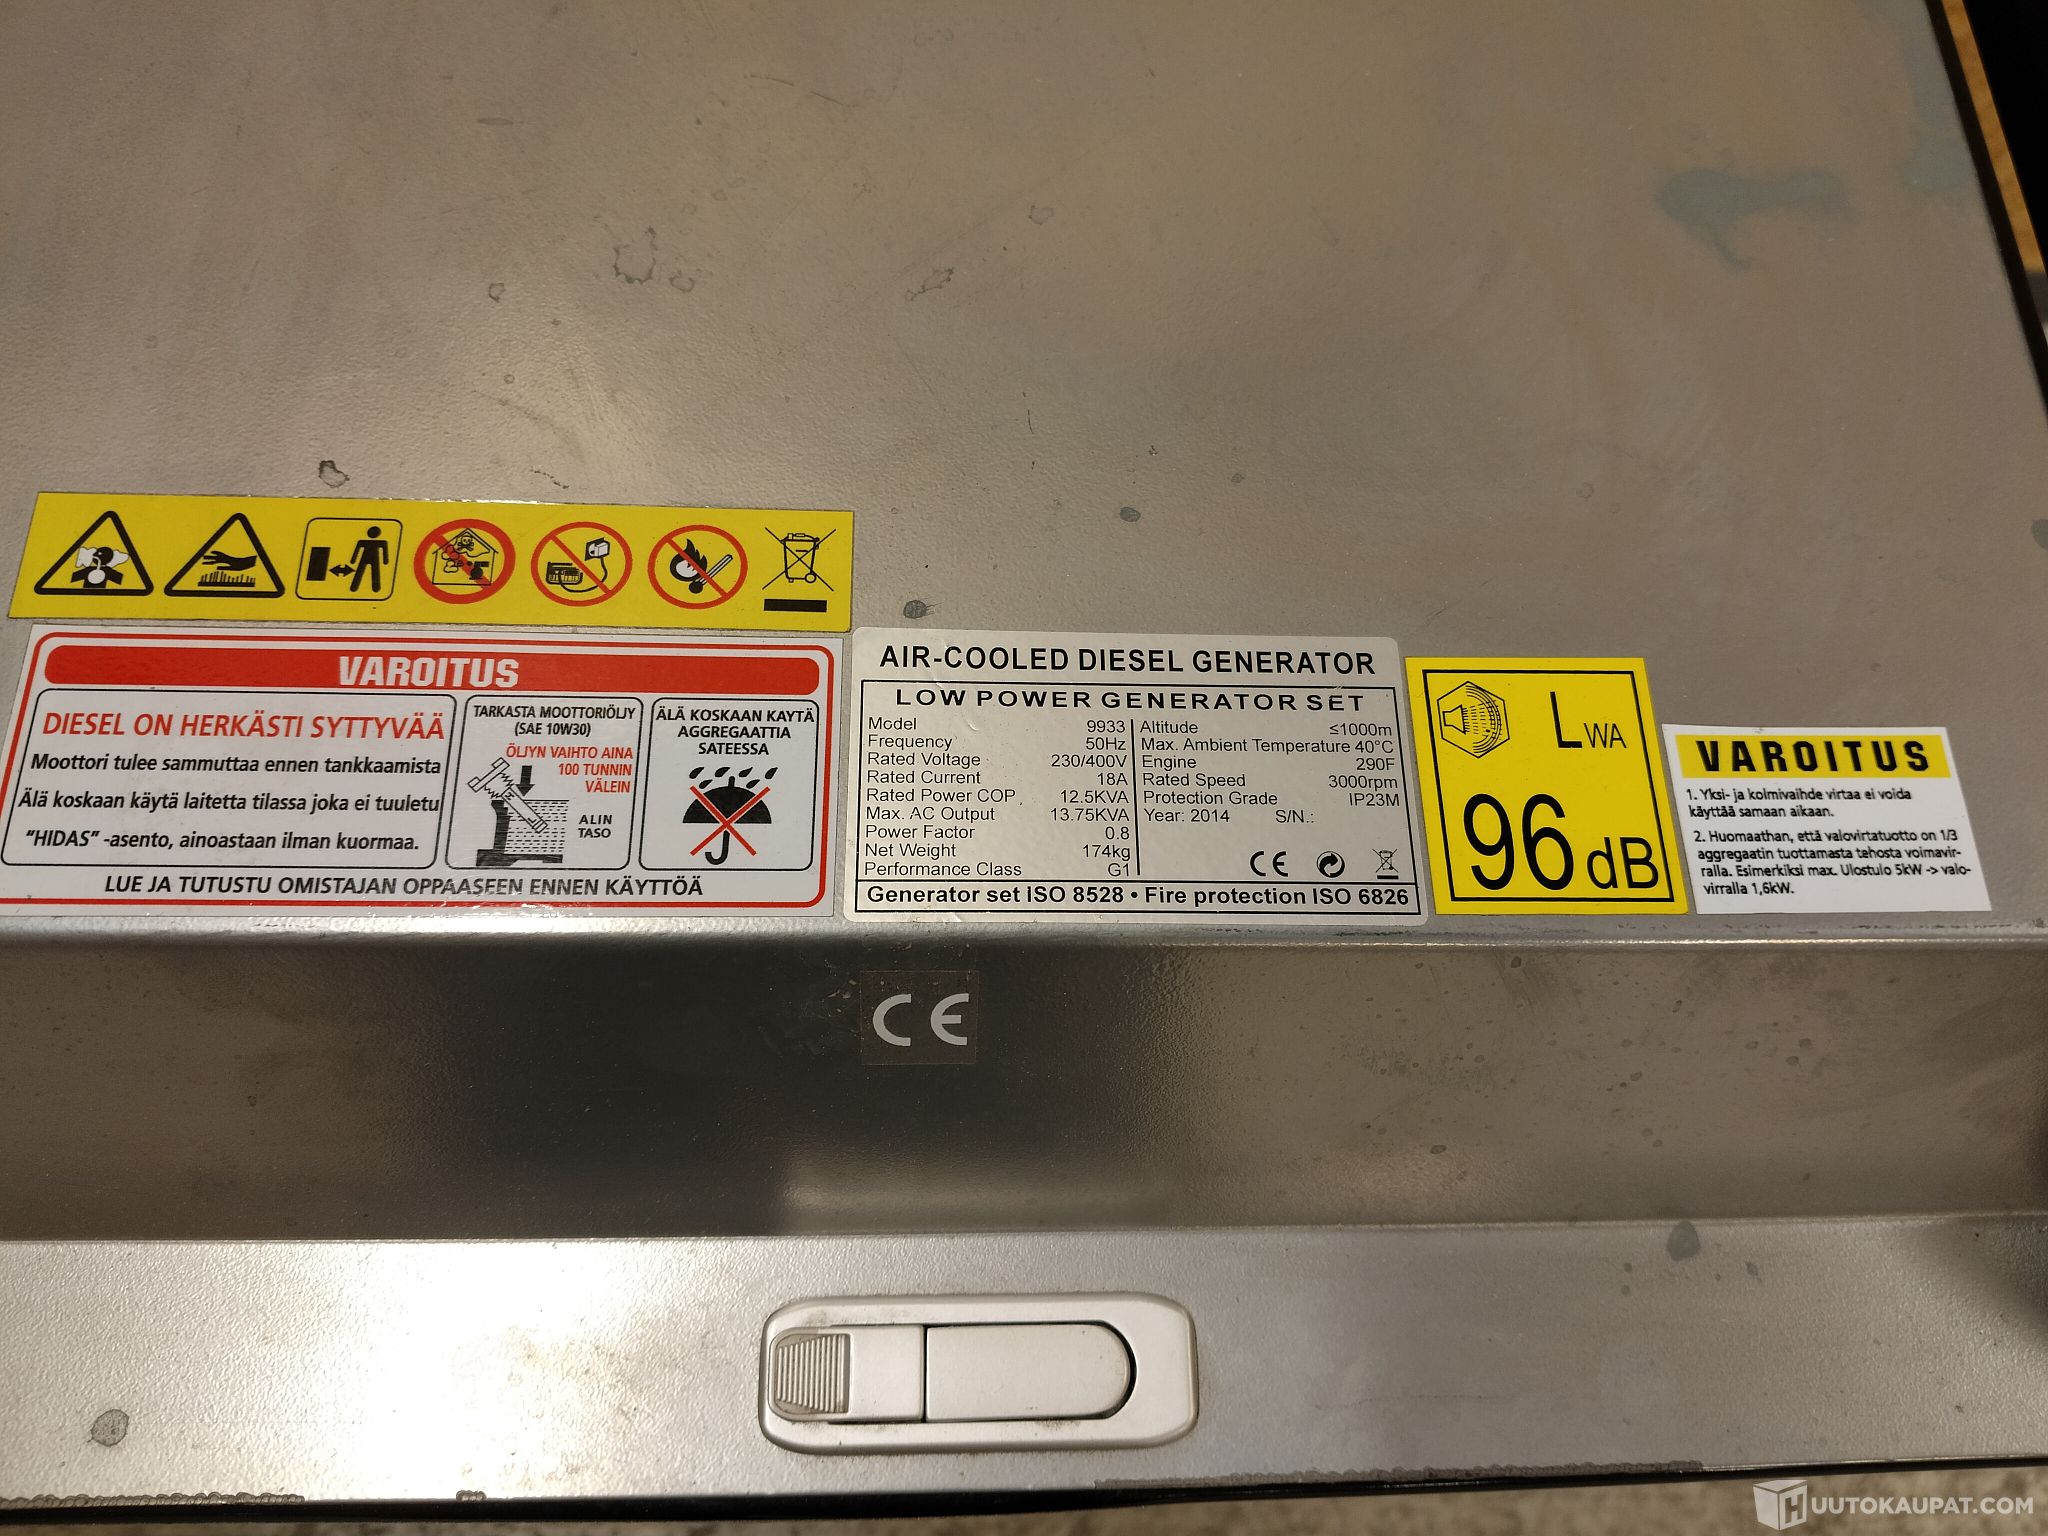 VAROITUS
DIESEL ON HERKÄSTI SYTTYVÄÄ
Moottori tulee sammuttaa ennen tankkaamista
Älä koskaan käytä laitetta tilassa joka ei tuuletu
"HIDAS" -asento, ainoastaan ilman kuormaa.
TARKASTA MOOTTORIÖLJY
(SAE 10W30)
ÖLJYN VAIHTO AINA
100 TUNNIN
VÄLEIN
ALIN
TASO
ÄLÄ KOSKAAN KAYTÄ
AGGREGAATTIA
SATEESSA
LUE JA TUTUSTU OMISTAJAN OPPAASEEN ENNEN KÄYTTÖÄ
AIR-COOLED DIESEL GENERATOR
LOW POWER GENERATOR SET
Model 9933
Frequency 50Hz
Rated Voltage 230/400V
Rated Current 18A
Rated Power COP 12.5KVA
Max. AC Output 13.75KVA
Power Factor 0.8
Net Weight 174kg
Performance Class G1
Altitude ≤1000m
Max. Ambient Temperature 40°C
Engine 290F
Rated Speed 3000rpm
Protection Grade IP23M
Year: 2014 S/N.:
CE
Generator set ISO 8528 • Fire protection ISO 6826
LWA
96 dB
VAROITUS
1. Yksi- ja kolmivaihde virtaa ei voida
käyttää samaan aikaan.
2. Huomaathan, että valovirtatuotto on 1/3
aggregaatin tuottamasta tehosta voimavir-
ralla. Esimerkiksi max. Ulostulo 5kW -> valo-
virralla 1,6kW.
CE
HUUTOKAUPAT.COM